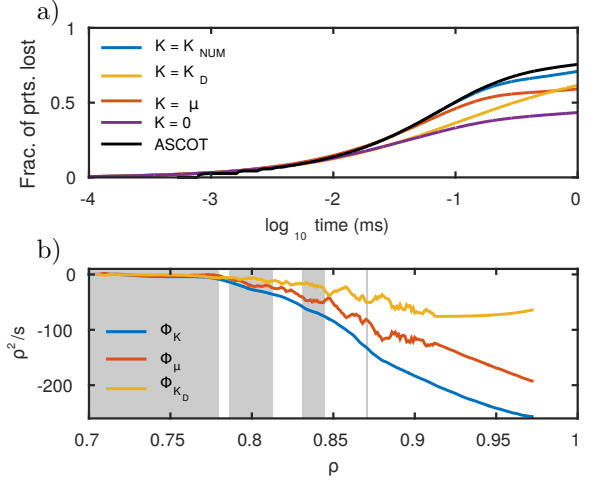 a)
1
0.5
0
Frac. of prts. lost
K = K NUM
K = K D
K = μ
K = 0
ASCOT
-4 -3 -2 -1 0
log 10 time (ms)
b)
0
-100
-200
ρ²/s
Φ K
Φ μ
Φ K D
0.7 0.75 0.8 0.85 0.9 0.95 1
ρ